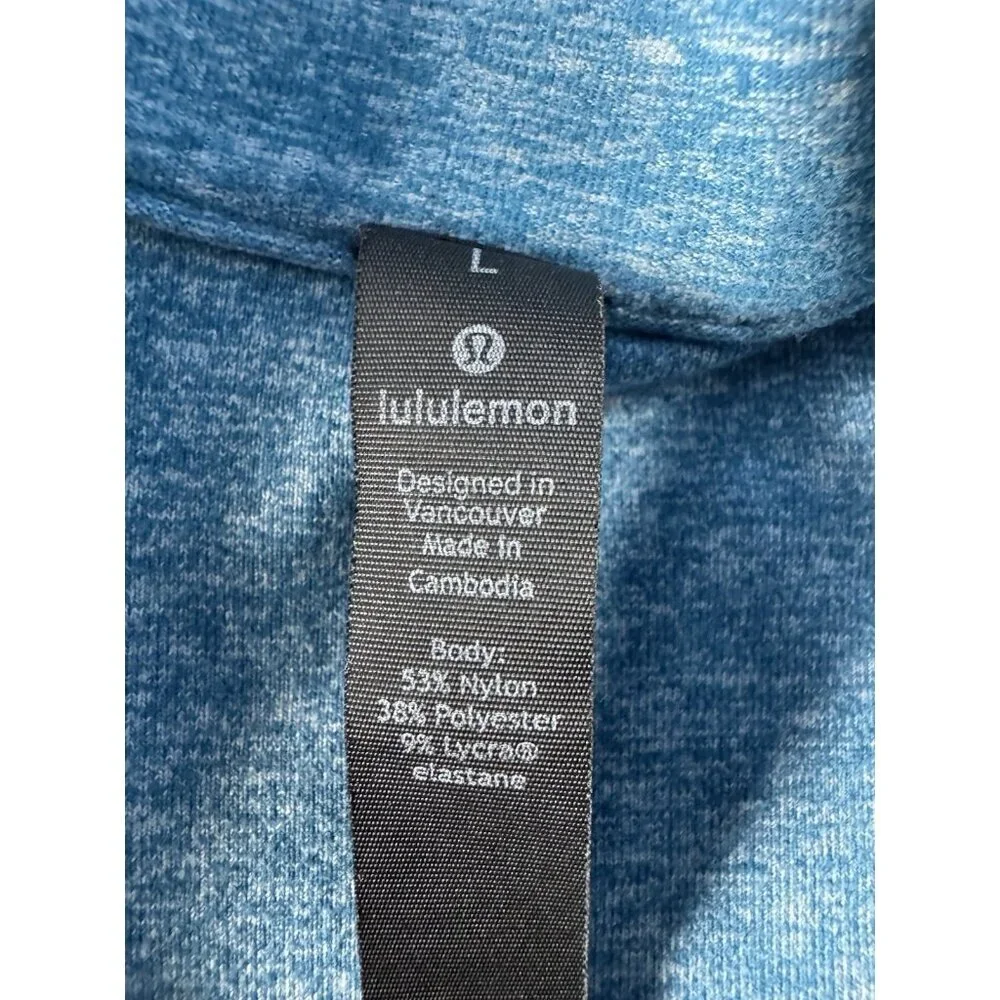 L
lululemon
Designed in
Vancouver
Made in
Cambodia
Body:
53% Nylon
38% Polyester
9% Lycra®
elastane